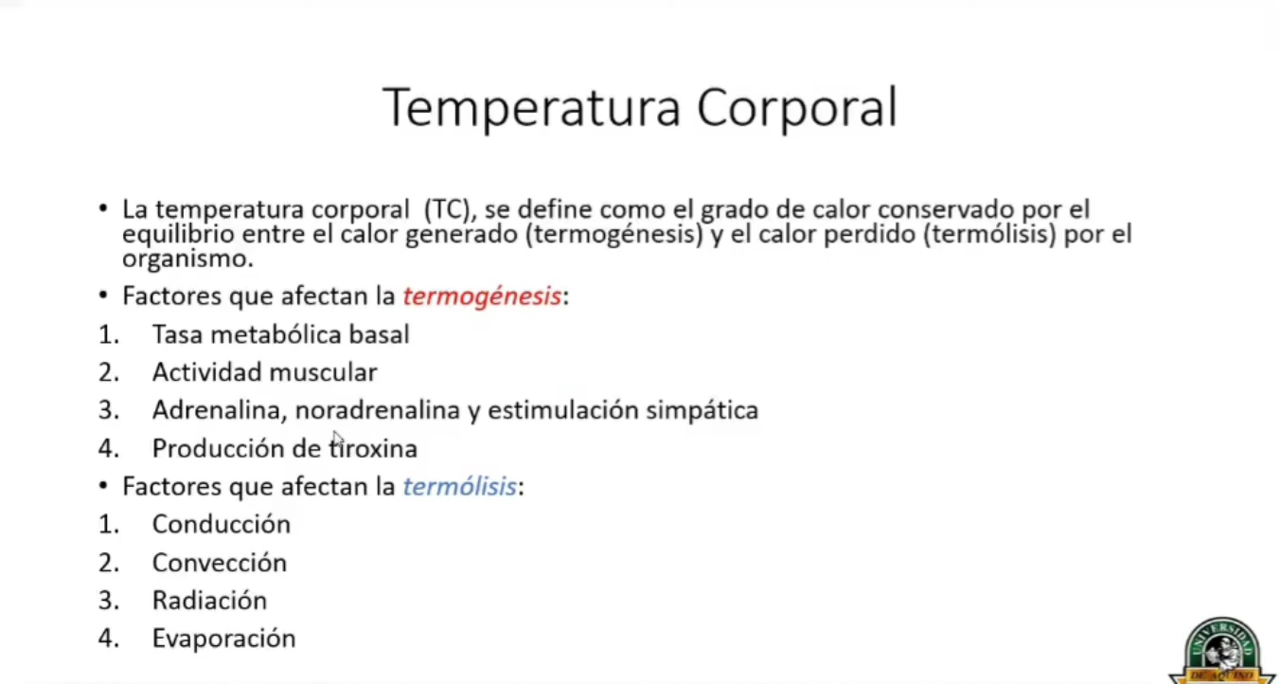 Temperatura Corporal
• La temperatura corporal (TC), se define como el grado de calor conservado por el
equilibrio entre el calor generado (termogénesis) y el calor perdido (termólisis) por el
organismo.
• Factores que afectan la termogénesis:
1. Tasa metabólica basal
2. Actividad muscular
3. Adrenalina, noradrenalina y estimulación simpática
4. Producción de tiroxina
• Factores que afectan la termólisis:
1. Conducción
2. Convección
3. Radiación
4. Evaporación
UNIVERSIDAD
DE AQUINO